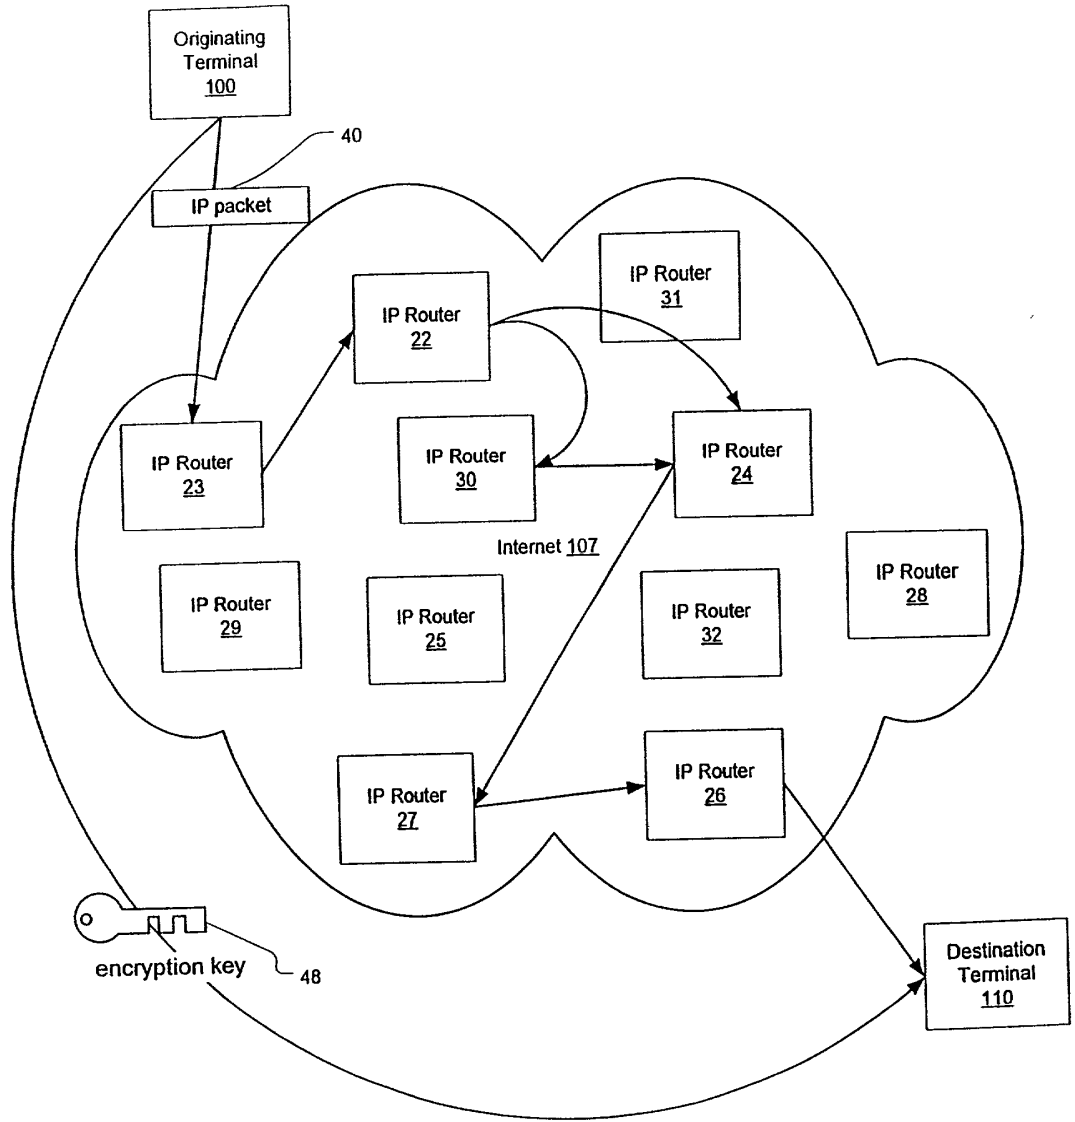 Originating
Terminal
100
40
IP packet
IP Router
31
IP Router
22
IP Router
23
IP Router
30
IP Router
24
Internet 107
IP Router
29
IP Router
25
IP Router
32
IP Router
28
IP Router
27
IP Router
26
encryption key
48
Destination
Terminal
110